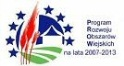 Program
Rozwoju
Obszarów
Wiejskich
na lata 2007-2013